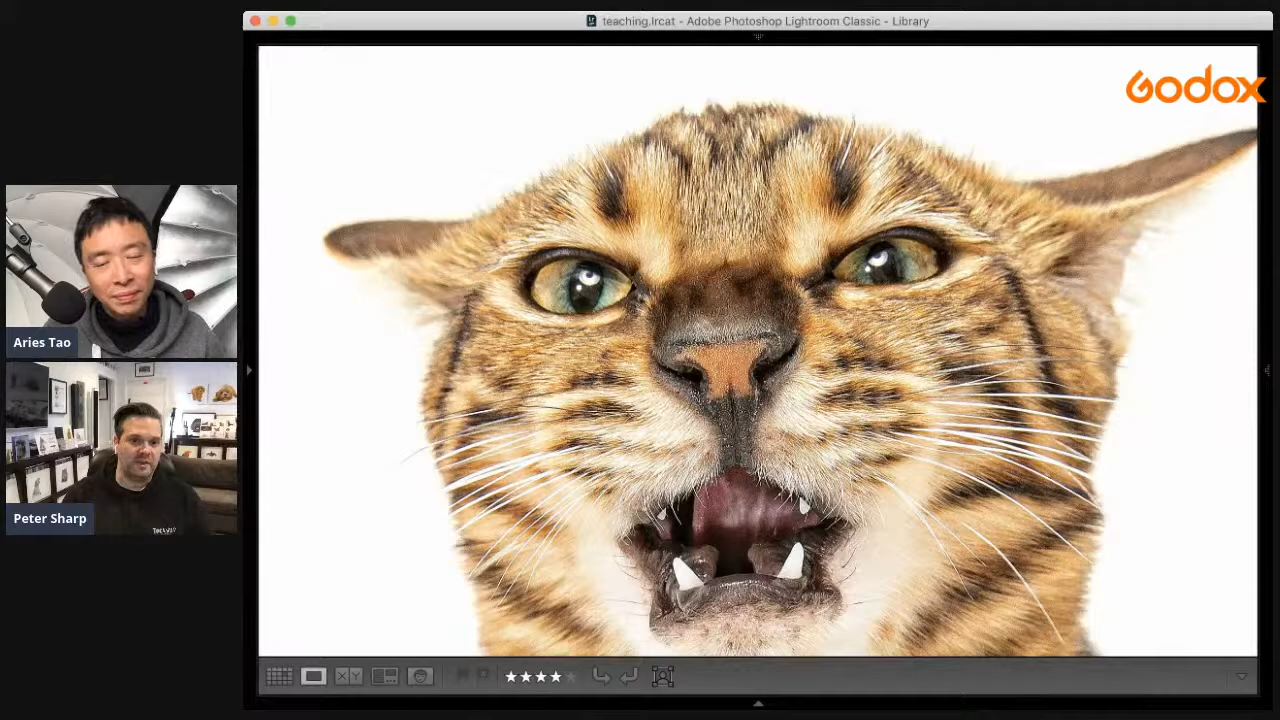 teaching.lrcat - Adobe Photoshop Lightroom Classic - Library
Godox
Aries Tao
Peter Sharp
X Y